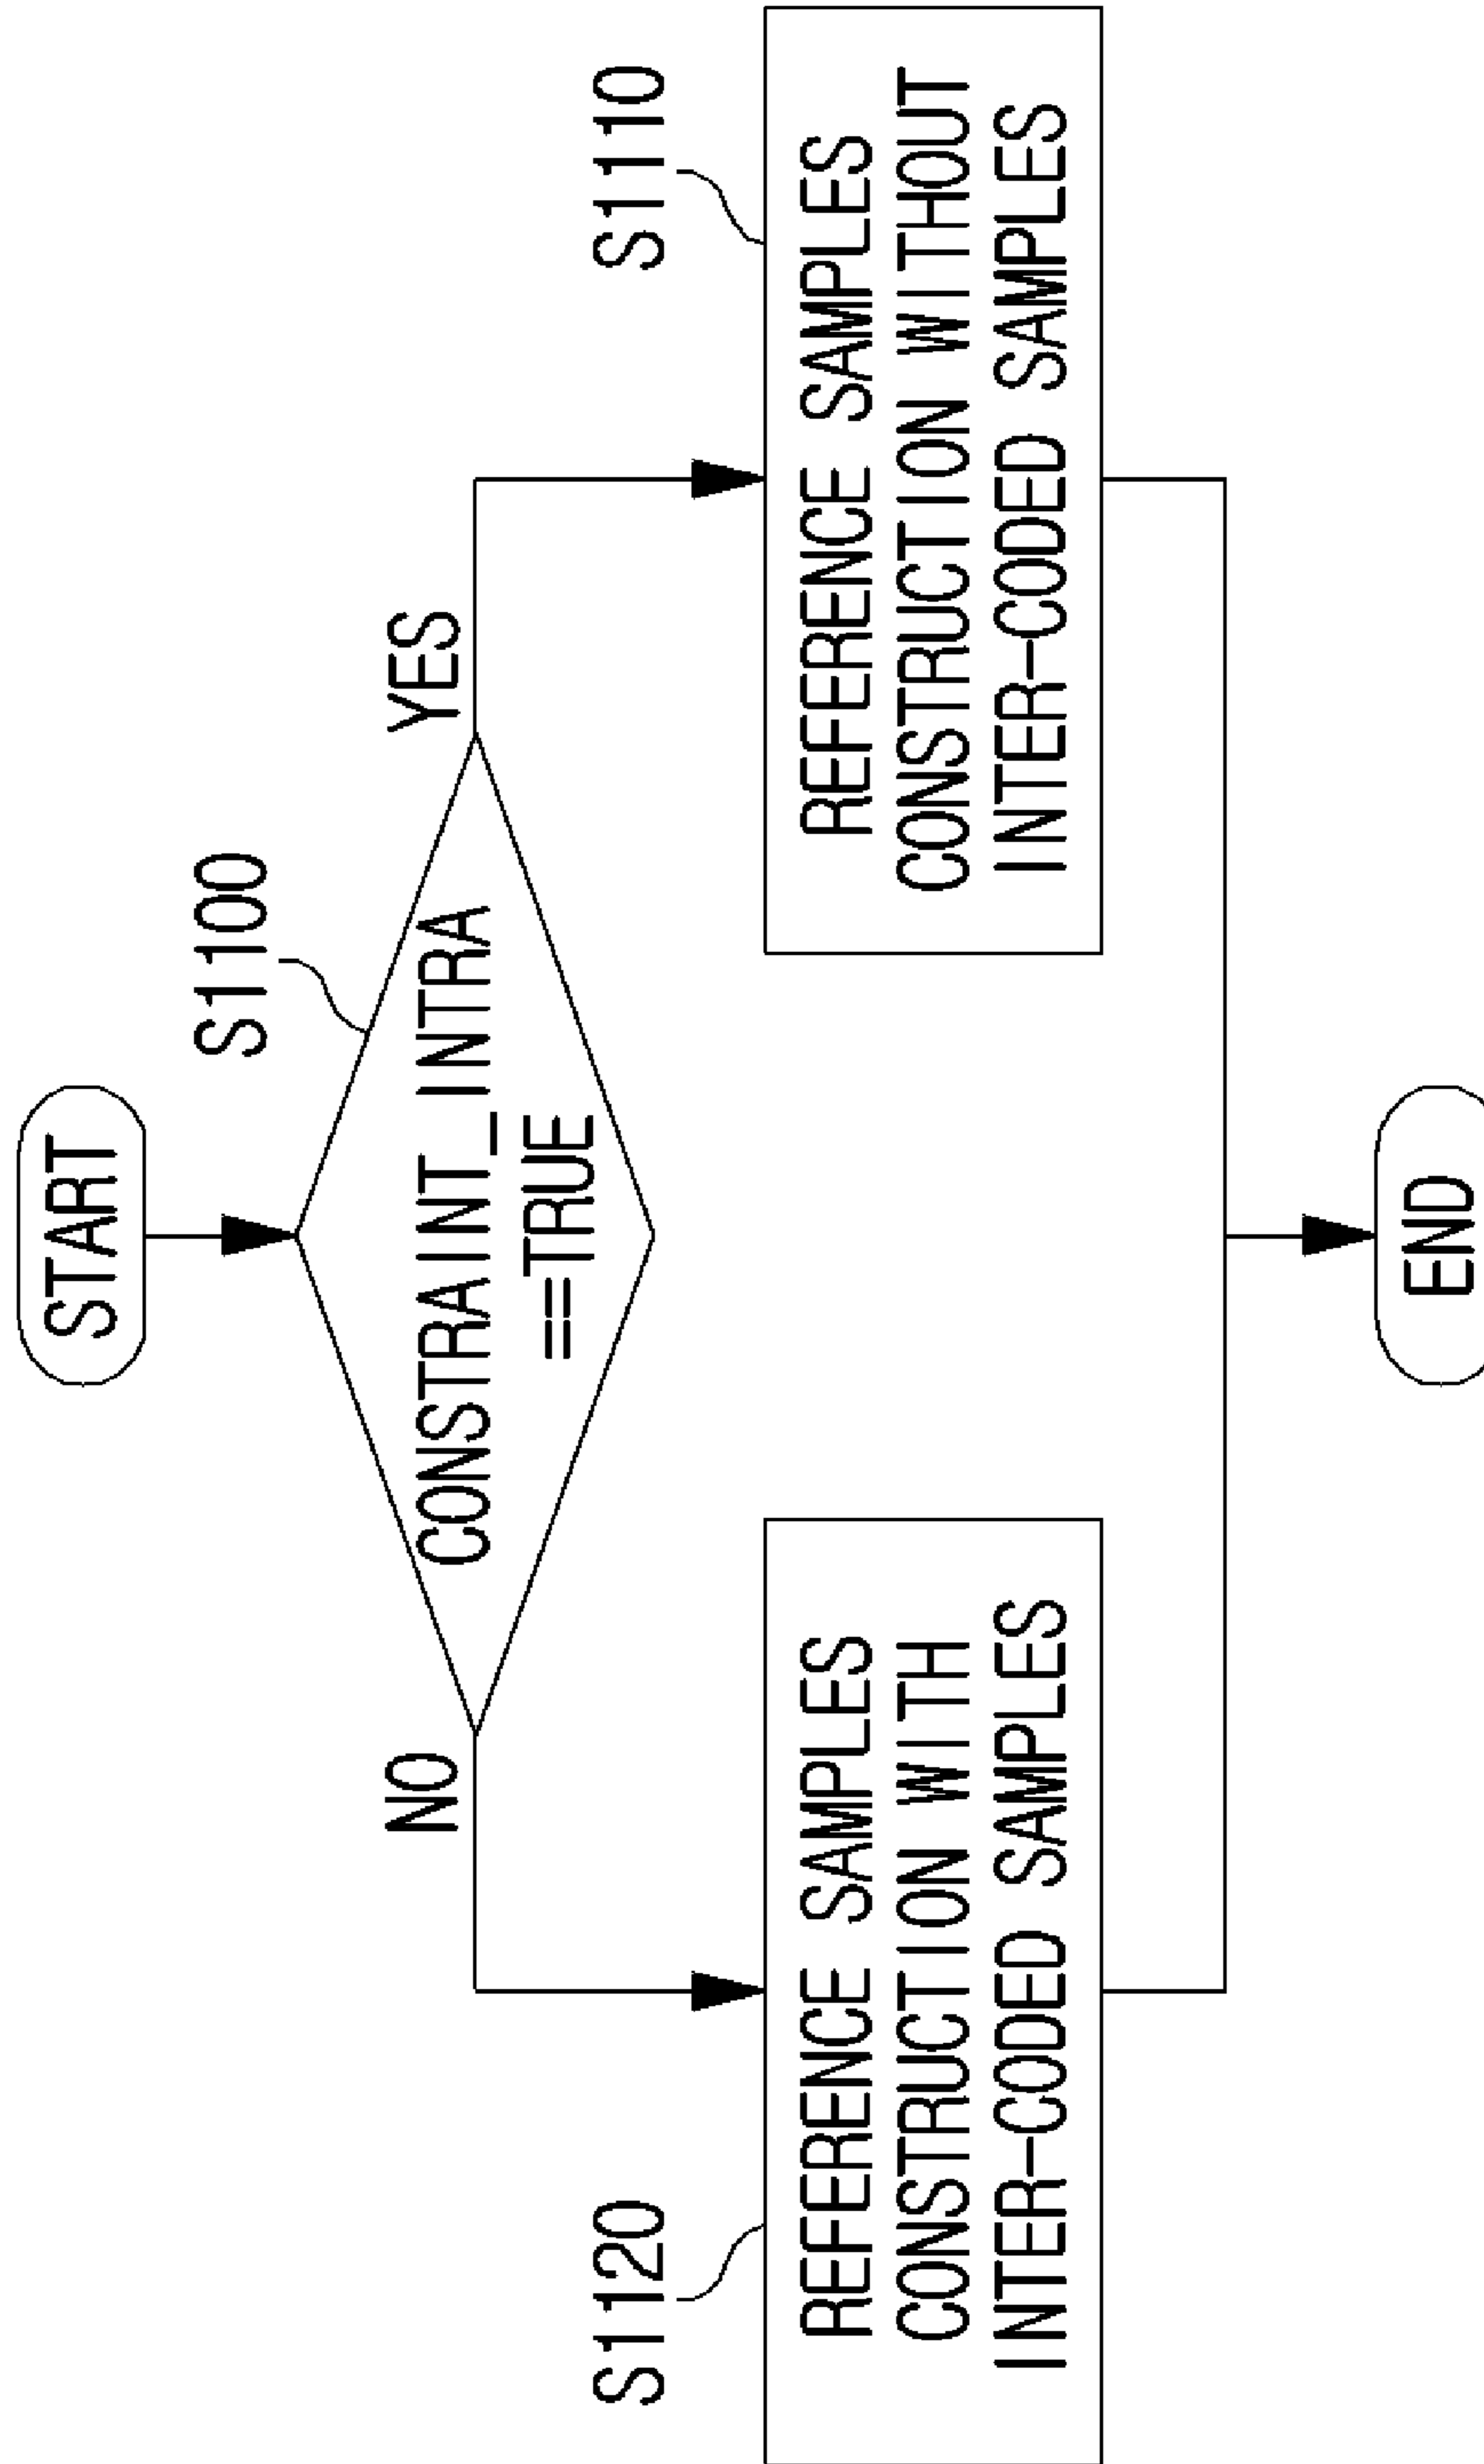 START
S1100
CONSTRAINT_INTRA
==TRUE
NO
YES
S1120
S1110
REFERENCE SAMPLES
CONSTRUCTION WITH
INTER-CODED SAMPLES
REFERENCE SAMPLES
CONSTRUCTION WITHOUT
INTER-CODED SAMPLES
END